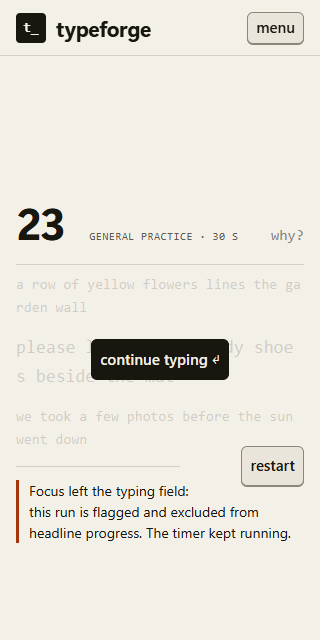 t_ typeforge menu
23 GENERAL PRACTICE · 30 S why?
a row of yellow flowers lines the ga
rden wall
please dy shoe
continue typing ↲
s beside the mat
we took a few photos before the sun
went down
restart
Focus left the typing field:
this run is flagged and excluded from
headline progress. The timer kept running.